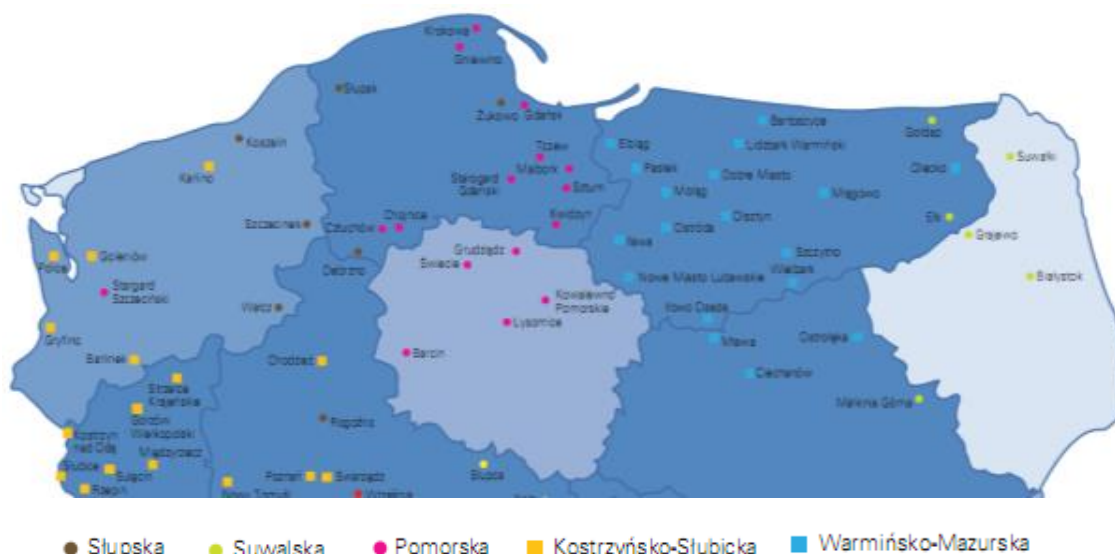 Krokowa
Gniewino
Słupsk
Żukowo
Gdańsk
Koszalin
Karlino
Tczew
Malbork
Starogard
Gdański
Sztum
Kwidzyn
Szczecinek
Człuchów
Chojnice
Debrzno
Bartoszyce
Elbląg
Lidzbark Warmiński
Pasłęk
Dobre Miasto
Morąg
Mrągowo
Olsztyn
Ostróda
Iława
Szczytno
Wielbark
Nowe Miasto Lubawskie
Gołdap
Olecko
Ełk
Suwałki
Grajewo
Białystok
Police
Goleniów
Stargard
Szczeciński
Wałcz
Gryfino
Barlinek
Grudziądz
Świecie
Kowalewo
Pomorskie
Łysomice
Barcin
Mława
Ostrołęka
Ciechanów
Małkinia Górna
Chodzież
Strzelce
Krajeńskie
Gorzów
Wielkopolski
Rogoźno
Kostrzyn
nad Odrą
Międzyrzecz
Słubice
Sulęcin
Rzepin
Nowy Tomyśl
Poznań
Swarzędz
Września
Słupca
Słupska
Suwalska
Pomorska
Kostrzyńsko-Słubicka
Warmińsko-Mazurska